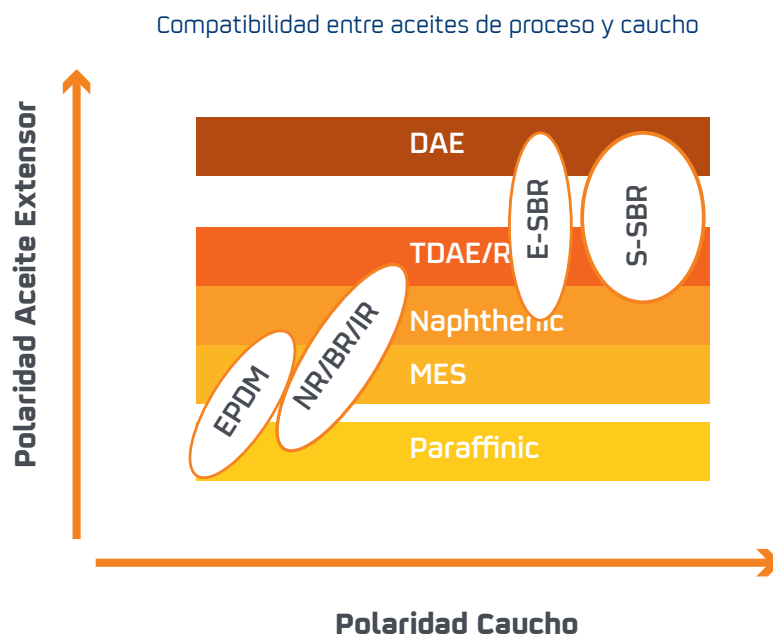 Compatibilidad entre aceites de proceso y caucho
Polaridad Aceite Extensor
DAE
E-SBR
S-SBR
TDAE/R
NR/BR/IR
Naphthenic
EPDM
MES
Paraffinic
Polaridad Caucho